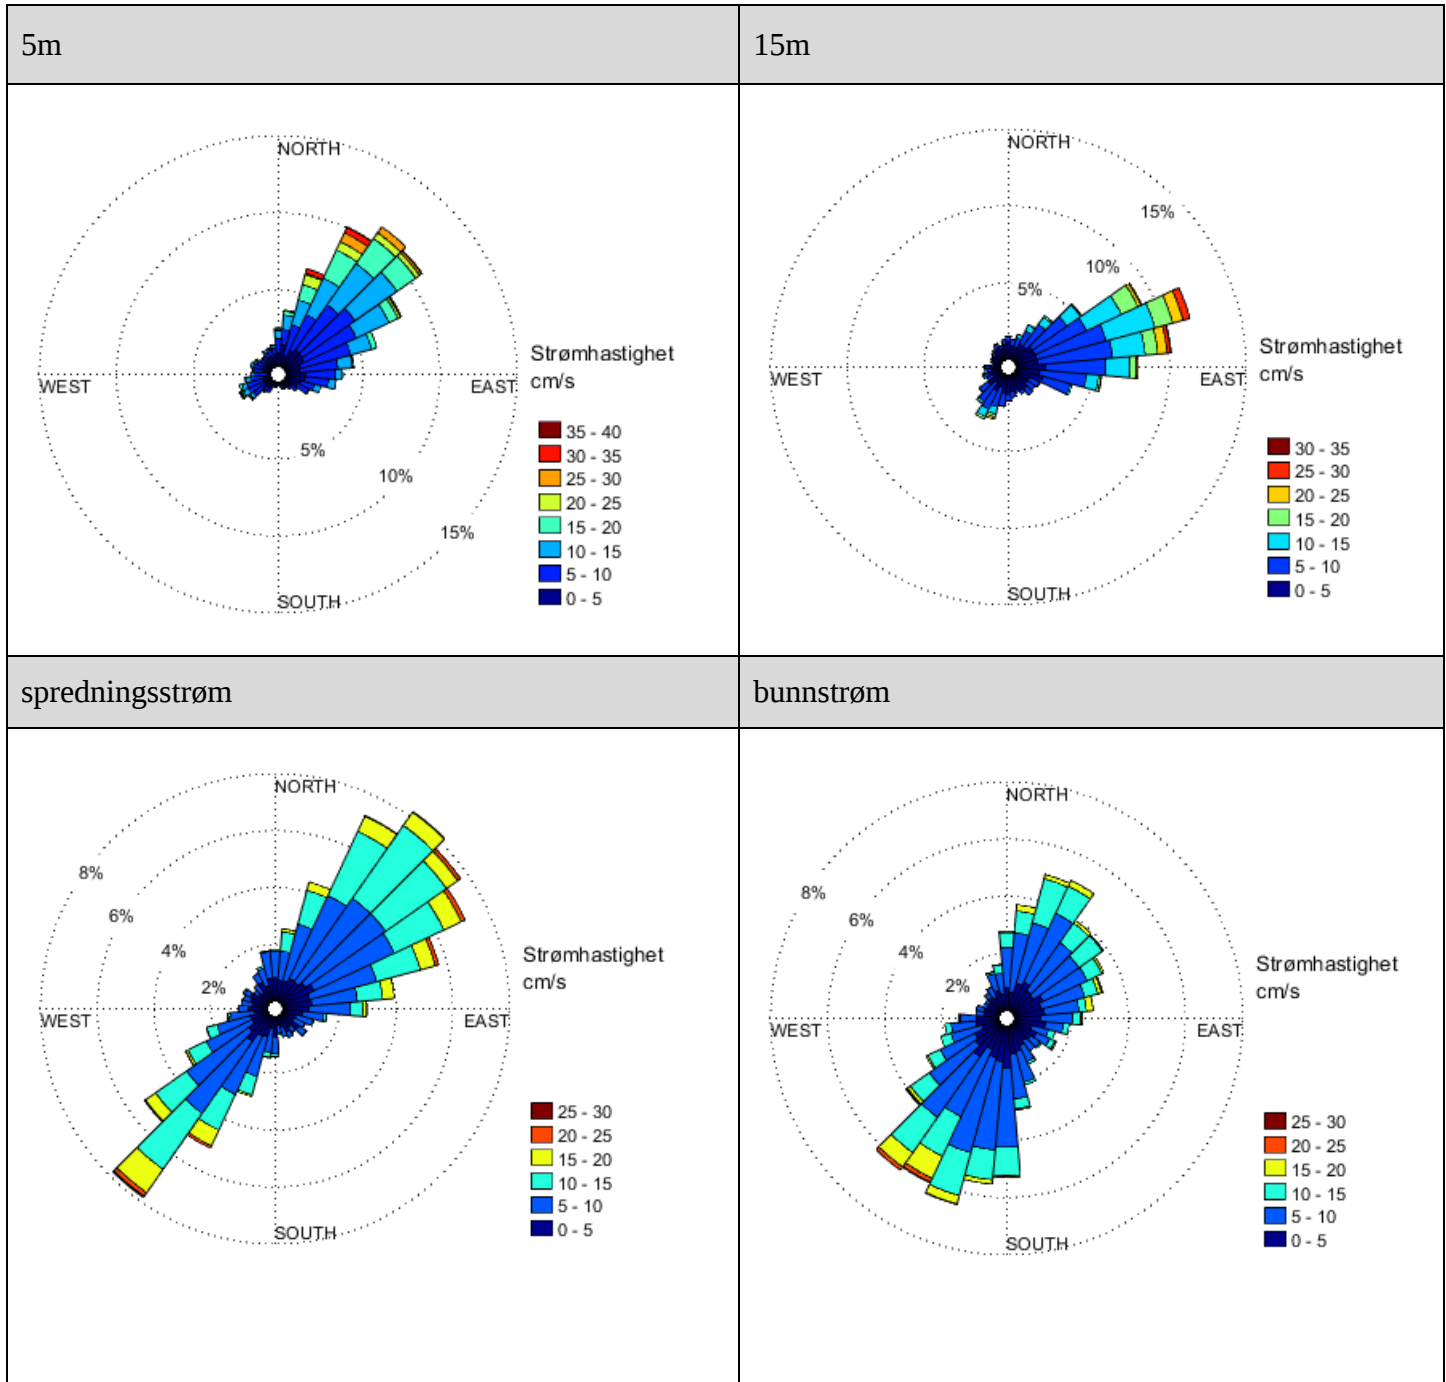 5m
15m
NORTH
WEST
EAST
SOUTH
5%
10%
15%
Strømhastighet
cm/s
35 - 40
30 - 35
25 - 30
20 - 25
15 - 20
10 - 15
5 - 10
0 - 5
NORTH
15%
10%
5%
WEST
EAST
SOUTH
Strømhastighet
cm/s
30 - 35
25 - 30
20 - 25
15 - 20
10 - 15
5 - 10
0 - 5
spredningsstrøm
bunnstrøm
NORTH
8%
6%
4%
2%
WEST
EAST
SOUTH
Strømhastighet
cm/s
25 - 30
20 - 25
15 - 20
10 - 15
5 - 10
0 - 5
NORTH
8%
6%
4%
2%
WEST
EAST
SOUTH
Strømhastighet
cm/s
25 - 30
20 - 25
15 - 20
10 - 15
5 - 10
0 - 5